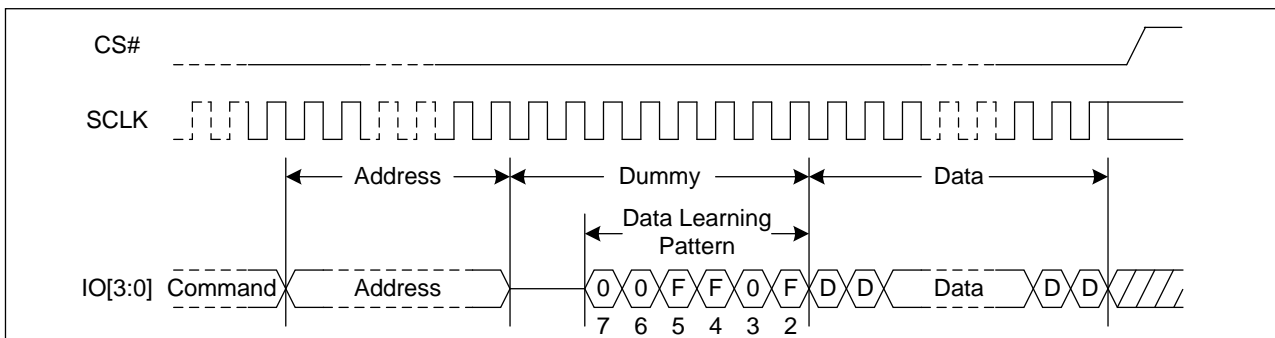 CS#
SCLK
Address Dummy Data
Data Learning
Pattern
IO[3:0] Command Address 0 0 F F 0 F D D Data D D
7 6 5 4 3 2